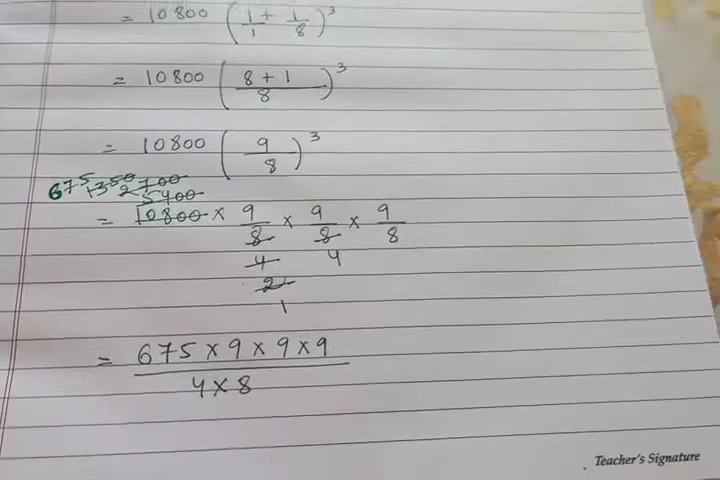 = 10800 (1/1 + 1/8)³
= 10800 (8 + 1/8)³
= 10800 (9/8)³
675 1350 2700
5400
= 10800 × 9/8 × 9/8 × 9/8
4 4
2
1
= 675 × 9 × 9 × 9 / 4 × 8
Teacher's Signature